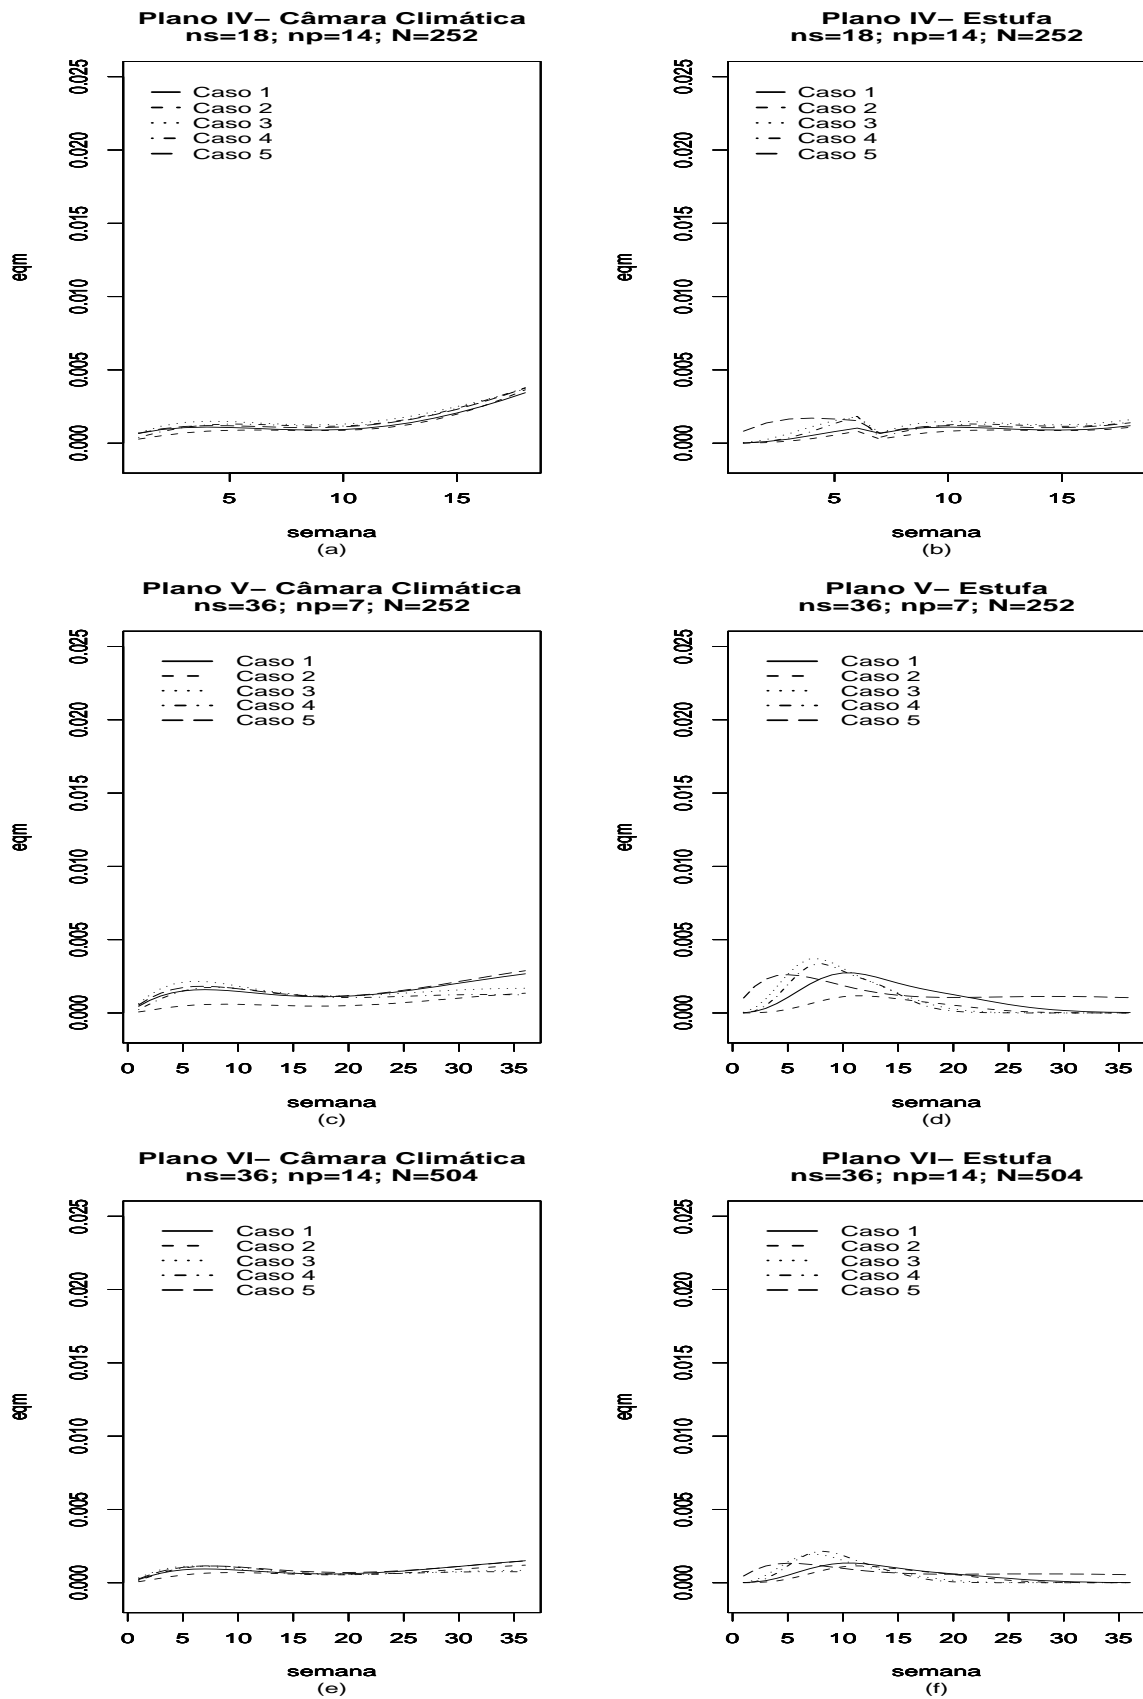 Plano IV– Câmara Climática
ns=18; np=14; N=252
0.025
0.020
0.015
0.010
0.005
0.000
eqm
Caso 1
Caso 2
Caso 3
Caso 4
Caso 5
5 10 15
semana
(a)
Plano IV– Estufa
ns=18; np=14; N=252
0.025
0.020
0.015
0.010
0.005
0.000
eqm
Caso 1
Caso 2
Caso 3
Caso 4
Caso 5
5 10 15
semana
(b)
Plano V– Câmara Climática
ns=36; np=7; N=252
0.025
0.020
0.015
0.010
0.005
0.000
eqm
Caso 1
Caso 2
Caso 3
Caso 4
Caso 5
0 5 10 15 20 25 30 35
semana
(c)
Plano V– Estufa
ns=36; np=7; N=252
0.025
0.020
0.015
0.010
0.005
0.000
eqm
Caso 1
Caso 2
Caso 3
Caso 4
Caso 5
0 5 10 15 20 25 30 35
semana
(d)
Plano VI– Câmara Climática
ns=36; np=14; N=504
0.025
0.020
0.015
0.010
0.005
0.000
eqm
Caso 1
Caso 2
Caso 3
Caso 4
Caso 5
0 5 10 15 20 25 30 35
semana
(e)
Plano VI– Estufa
ns=36; np=14; N=504
0.025
0.020
0.015
0.010
0.005
0.000
eqm
Caso 1
Caso 2
Caso 3
Caso 4
Caso 5
0 5 10 15 20 25 30 35
semana
(f)